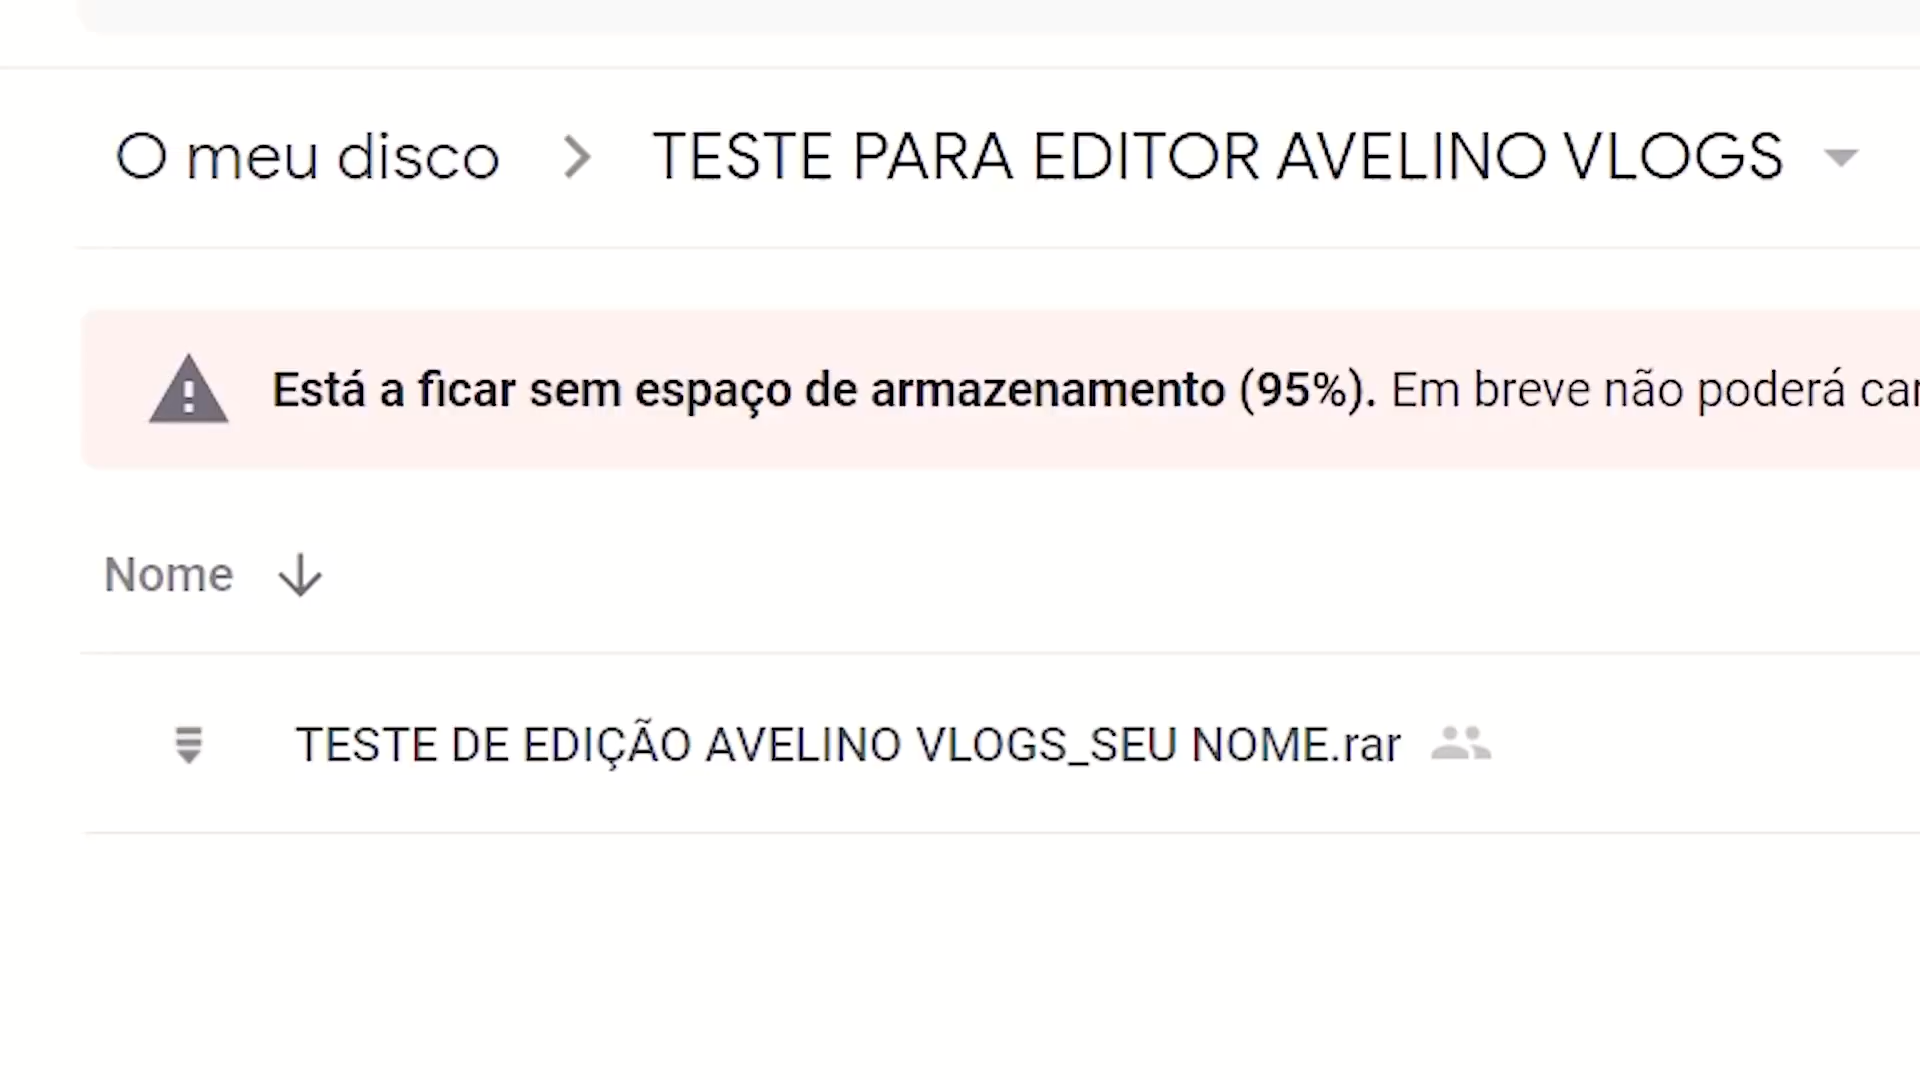 O meu disco > TESTE PARA EDITOR AVELINO VLOGS
Está a ficar sem espaço de armazenamento (95%). Em breve não poderá
Nome
TESTE DE EDIÇÃO AVELINO VLOGS_SEU NOME.rar